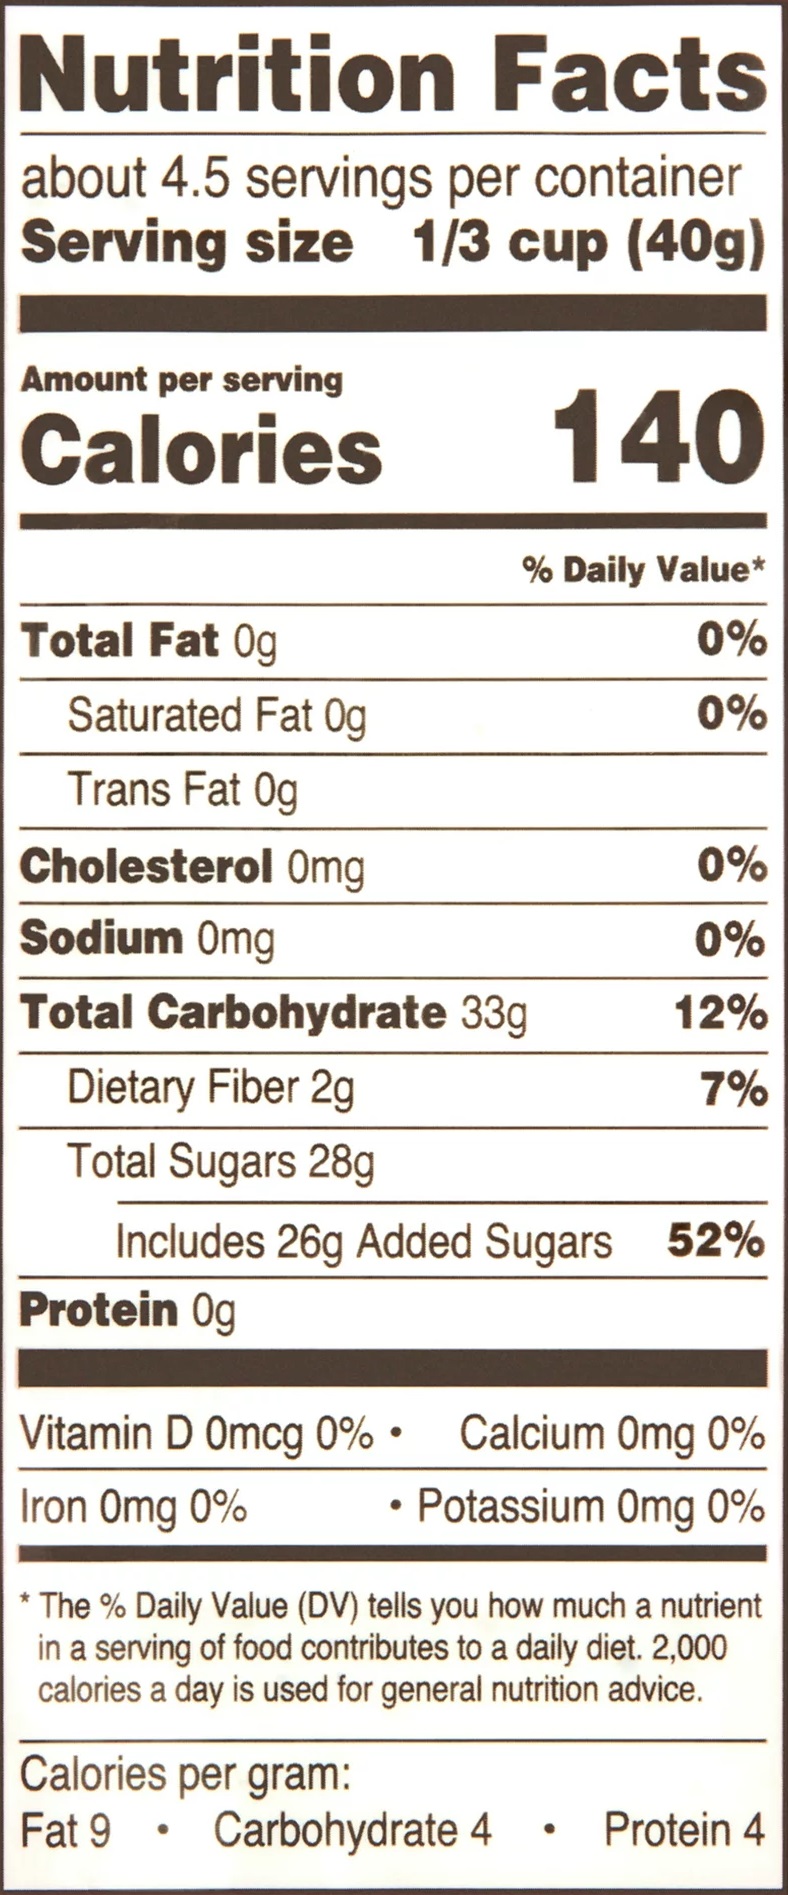 Nutrition Facts
about 4.5 servings per container
Serving size 1/3 cup (40g)
Amount per serving
Calories 140
% Daily Value*
Total Fat 0g 0%
Saturated Fat 0g 0%
Trans Fat 0g
Cholesterol 0mg 0%
Sodium 0mg 0%
Total Carbohydrate 33g 12%
Dietary Fiber 2g 7%
Total Sugars 28g
Includes 26g Added Sugars 52%
Protein 0g
Vitamin D 0mcg 0% • Calcium 0mg 0%
Iron 0mg 0% • Potassium 0mg 0%
* The % Daily Value (DV) tells you how much a nutrient
in a serving of food contributes to a daily diet. 2,000
calories a day is used for general nutrition advice.
Calories per gram:
Fat 9 • Carbohydrate 4 • Protein 4